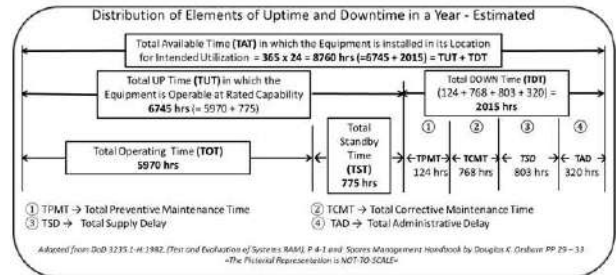 Distribution of Elements of Uptime and Downtime in a Year - Estimated
Total Available Time (TAT) in which the Equipment is installed in its Location
for Intended Utilization = 365 x 24 = 8760 hrs (=6745 + 2015) = TUT + TDT
Total UP Time (TUT) in which the
Equipment is Operable at Rated Capability
6745 hrs (= 5970 + 775)
Total DOWN Time (TDT)
(124 + 768 + 803 + 320) =
2015 hrs
Total Operating Time (TOT)
5970 hrs
Total
Standby
Time
(TST)
775 hrs
① ② ③ ④
TPMT TCMT TSD TAD
124 hrs 768 hrs 803 hrs 320 hrs
① TPMT → Total Preventive Maintenance Time
② TCMT → Total Corrective Maintenance Time
③ TSD → Total Supply Delay
④ TAD → Total Administrative Delay
Adapted from DoD 3235.1-H:1982, (Test and Evaluation of Systems RAM), P 4-1 and Spares Management Handbook by Douglas K. Orsburn PP 29 – 33
=The Pictorial Representation is NOT-TO-SCALE=